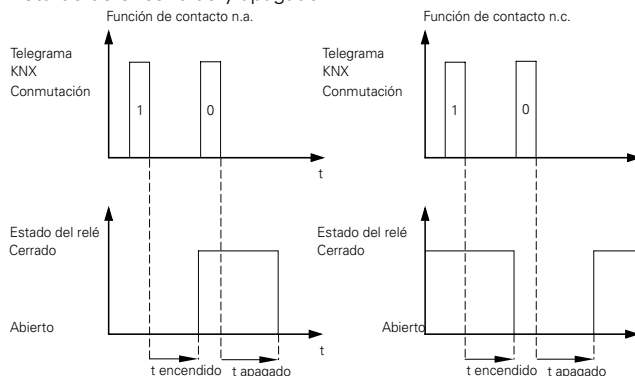 Función de contacto n.a.
Telegrama
KNX
Conmutación
1
0
t
Estado del relé
Cerrado
Abierto
t
t encendido
t apagado
Función de contacto n.c.
Telegrama
KNX
Conmutación
1
0
Estado del relé
Cerrado
Abierto
t encendido
t apagado